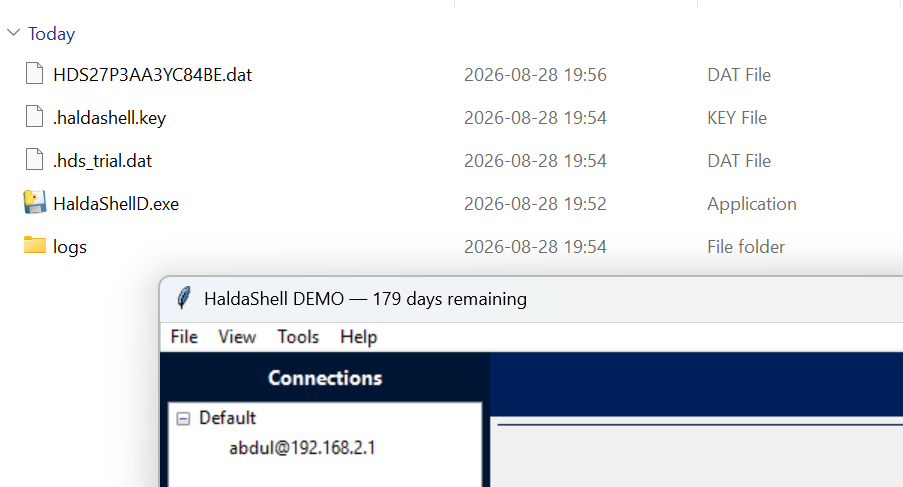 Today
HDS27P3AA3YC84BE.dat 2026-08-28 19:56 DAT File
.haldashell.key 2026-08-28 19:54 KEY File
.hds_trial.dat 2026-08-28 19:54 DAT File
HaldaShellD.exe 2026-08-28 19:52 Application
logs 2026-08-28 19:54 File folder
HaldaShell DEMO — 179 days remaining
File View Tools Help
Connections
Default
abdul@192.168.2.1